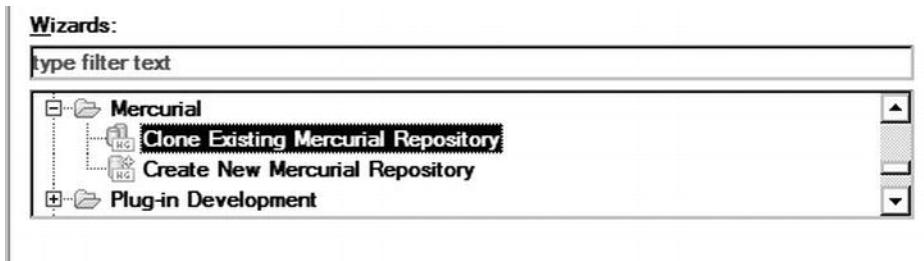 Wizards:
type filter text
Mercurial
Clone Existing Mercurial Repository
Create New Mercurial Repository
Plug-in Development